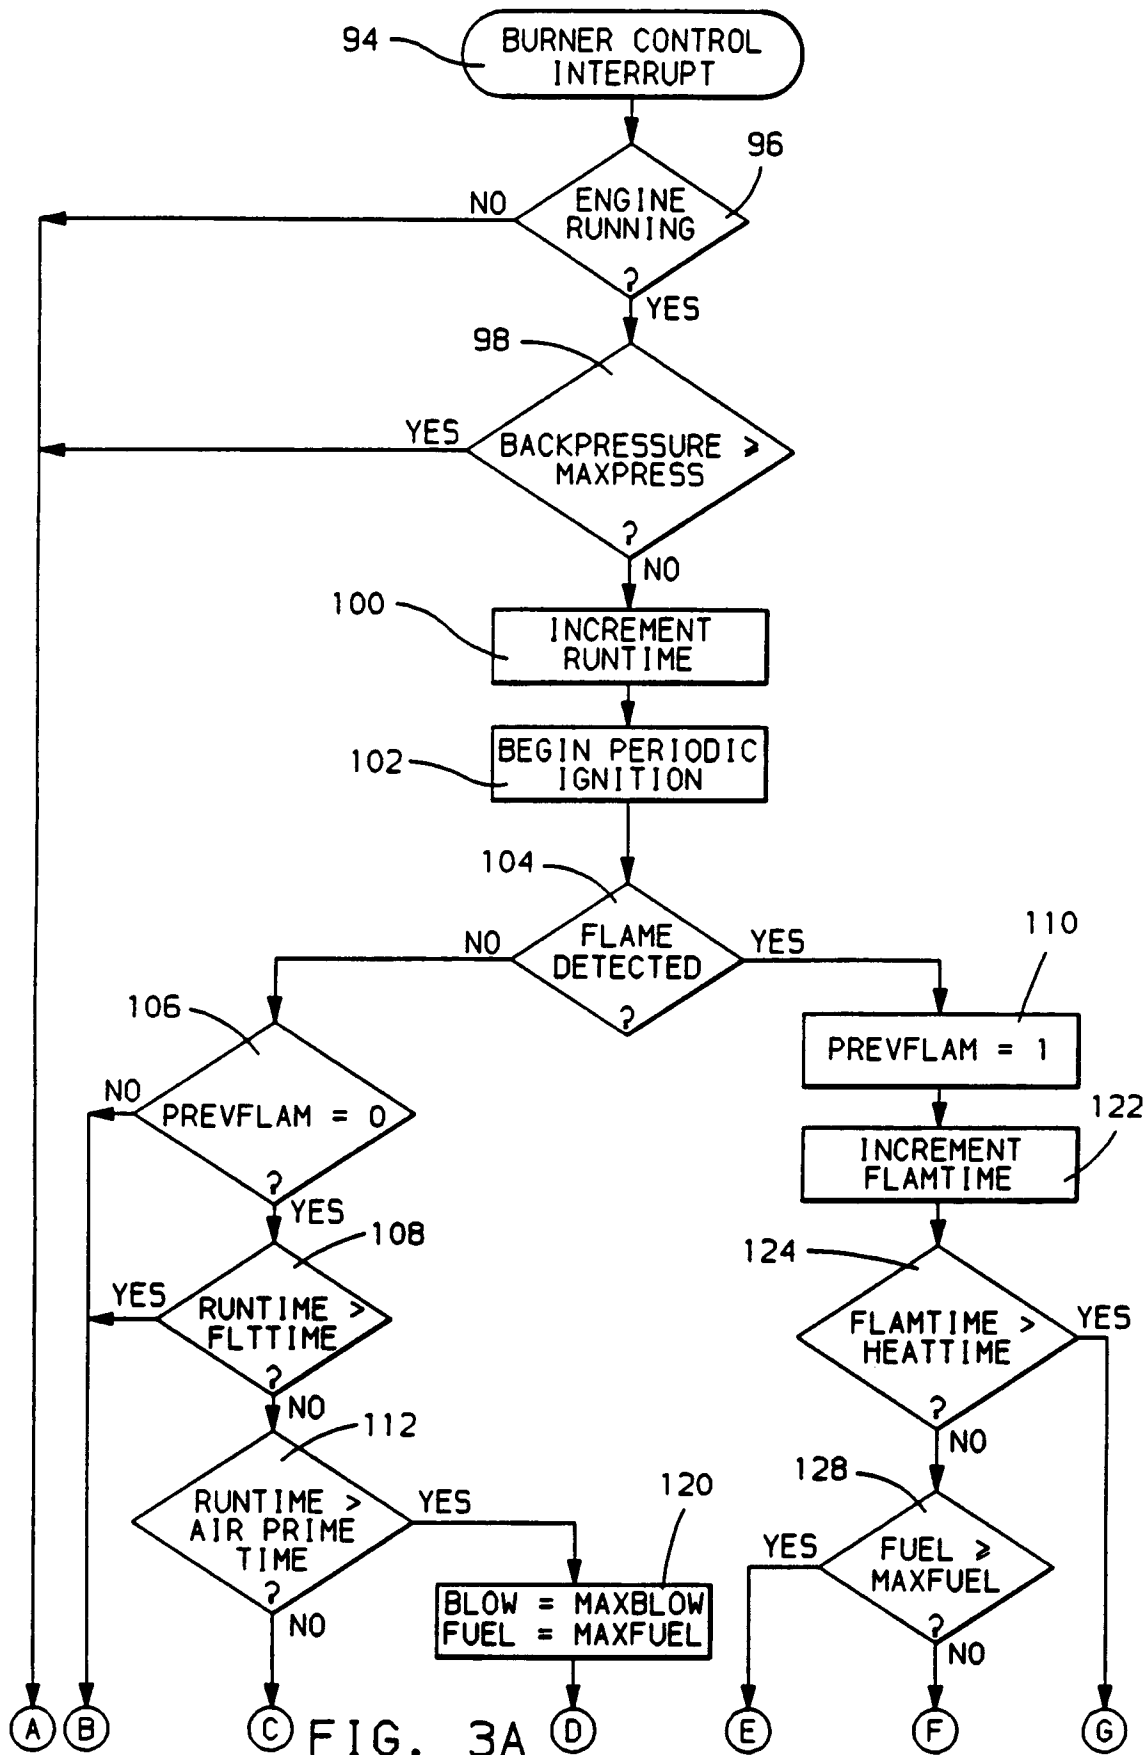 94
BURNER CONTROL
INTERRUPT
96
NO
ENGINE
RUNNING
?
YES
98
YES
BACKPRESSURE ≥
MAXPRESS
?
NO
100
INCREMENT
RUNTIME
102
BEGIN PERIODIC
IGNITION
104
NO
FLAME
DETECTED
?
YES
110
106
PREVFLAM = 1
NO
PREVFLAM = 0
?
YES
122
INCREMENT
FLAMTIME
108
YES
RUNTIME >
FLTTIME
?
NO
124
FLAMTIME >
HEATTIME
?
YES
NO
112
RUNTIME >
AIR PRIME
TIME
?
YES
NO
120
BLOW = MAXBLOW
FUEL = MAXFUEL
128
YES
FUEL ≥
MAXFUEL
?
NO
A
B
C
FIG. 3A
D
E
F
G